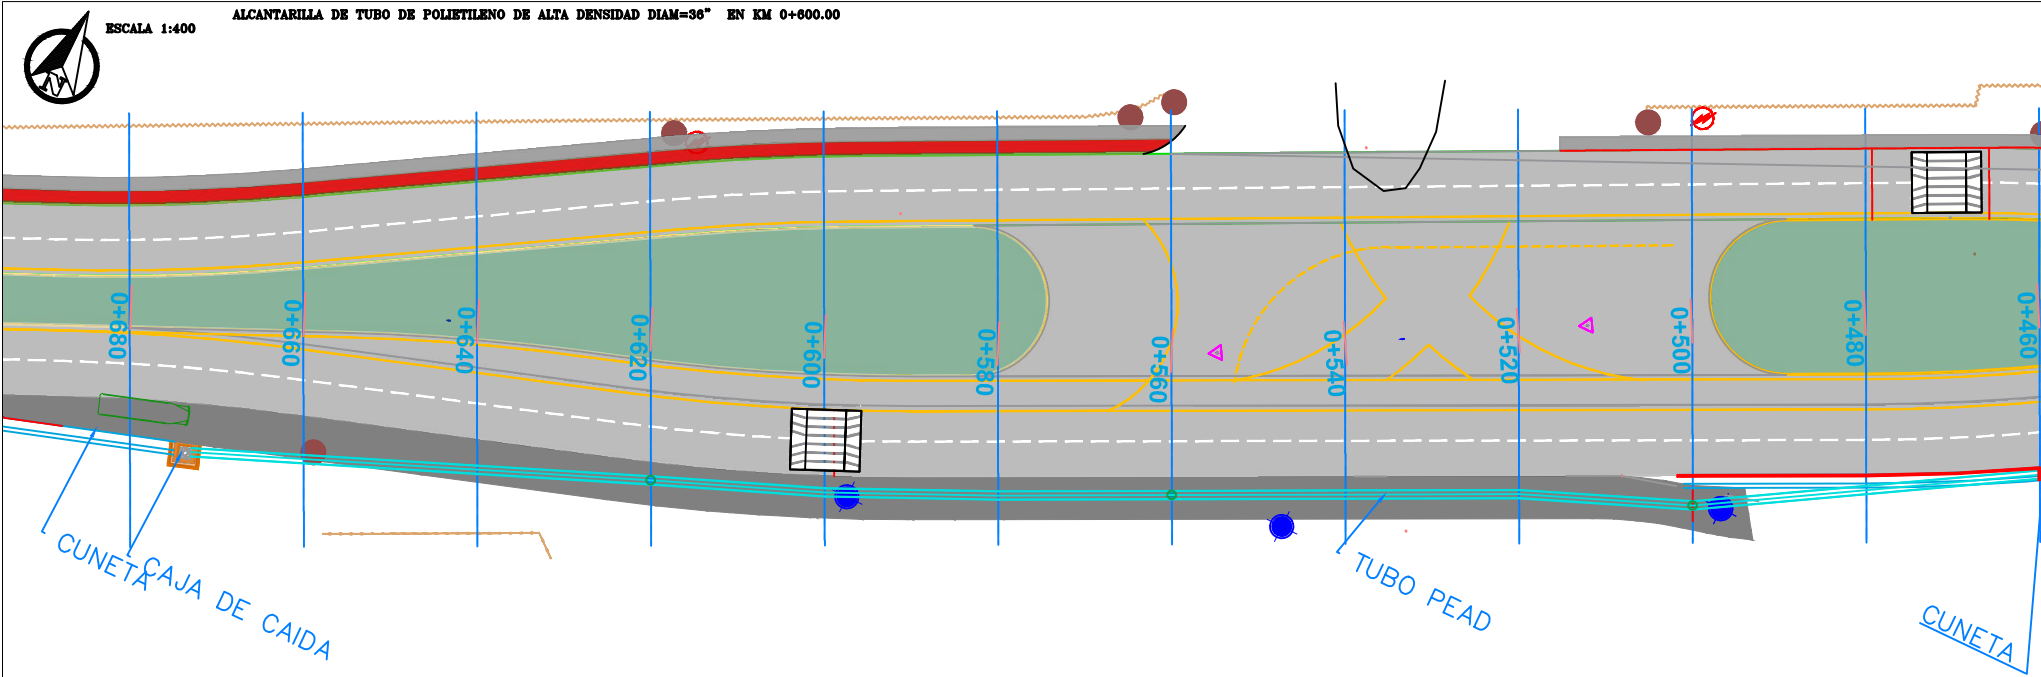 ALCANTARILLA DE TUBO DE POLIETILENO DE ALTA DENSIDAD DIAM=36" EN KM 0+600.00
ESCALA 1:400
N
0+680
0+660
0+640
0+620
0+600
0+580
0+560
0+540
0+520
0+500
0+480
0+460
CUNETA
CAJA DE CAIDA
TUBO PEAD
CUNETA